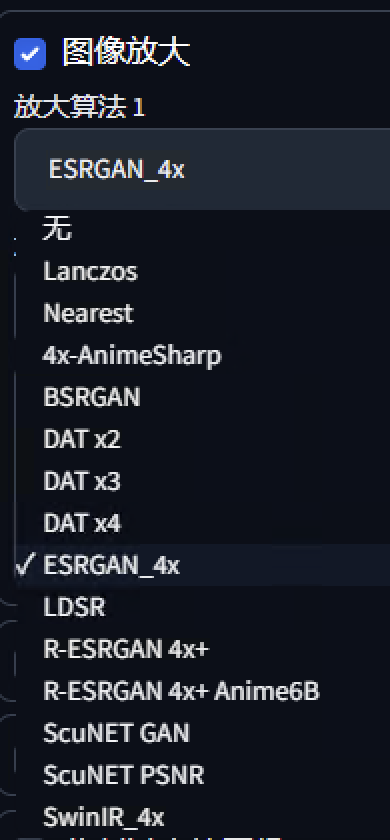 图像放大
放大算法 1
ESRGAN_4x
无
Lanczos
Nearest
4x-AnimeSharp
BSRGAN
DAT x2
DAT x3
DAT x4
✓ ESRGAN_4x
LDSR
R-ESRGAN 4x+
R-ESRGAN 4x+ Anime6B
ScuNET GAN
ScuNET PSNR
SwinIR_4x